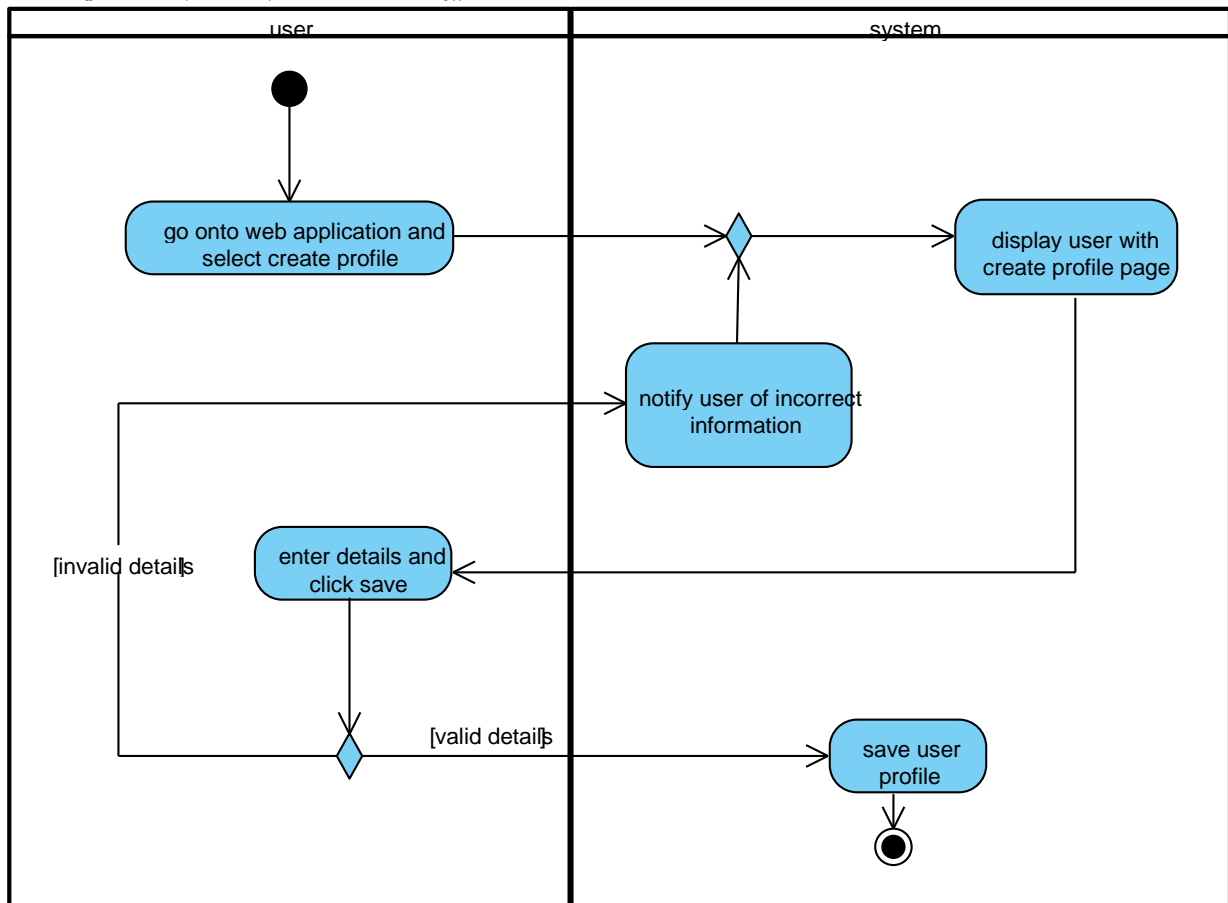 user
system
go onto web application and
select create profile
display user with
create profile page
notify user of incorrect
information
[invalid details]
enter details and
click save
[valid details]
save user
profile